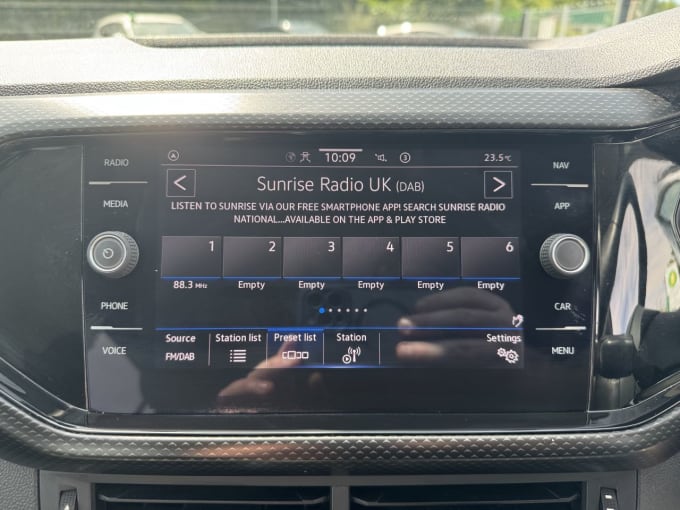 RADIO
MEDIA
PHONE
VOICE
10:09
3
23.5°C
Sunrise Radio UK (DAB)
LISTEN TO SUNRISE VIA OUR FREE SMARTPHONE APP! SEARCH SUNRISE RADIO
NATIONAL...AVAILABLE ON THE APP & PLAY STORE
1 2 3 4 5 6
88.3 MHz Empty Empty Empty Empty Empty
Source Station list Preset list Station Settings
FM/DAB
NAV
APP
CAR
MENU